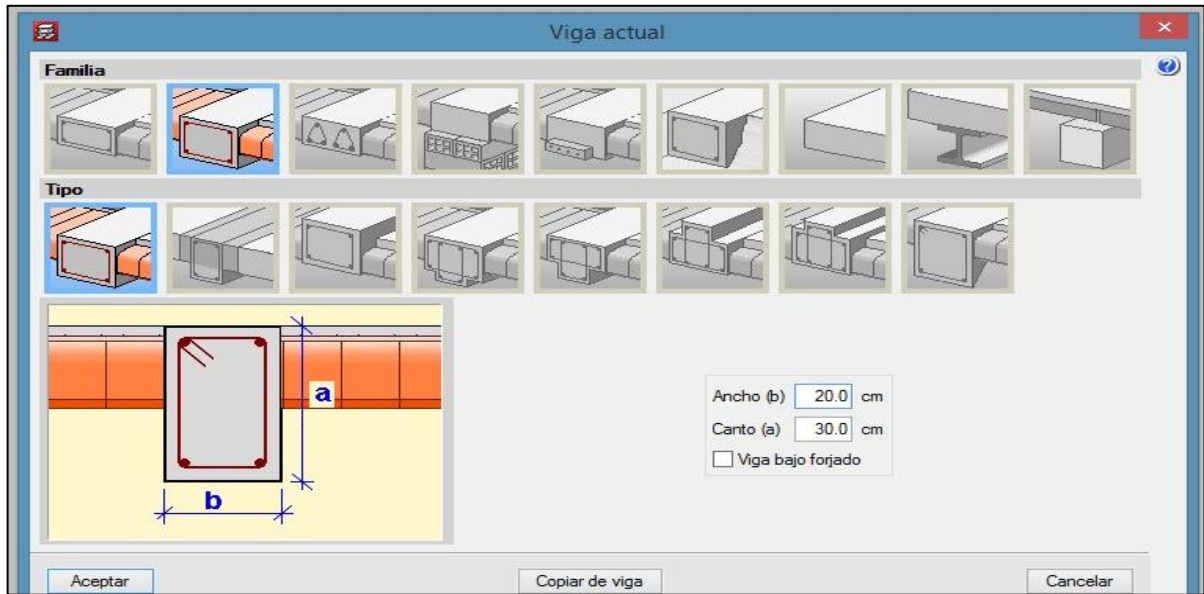 Viga actual
Familia
Tipo
a
b
Ancho (b) 20.0 cm
Canto (a) 30.0 cm
Viga bajo forjado
Aceptar
Copiar de viga
Cancelar